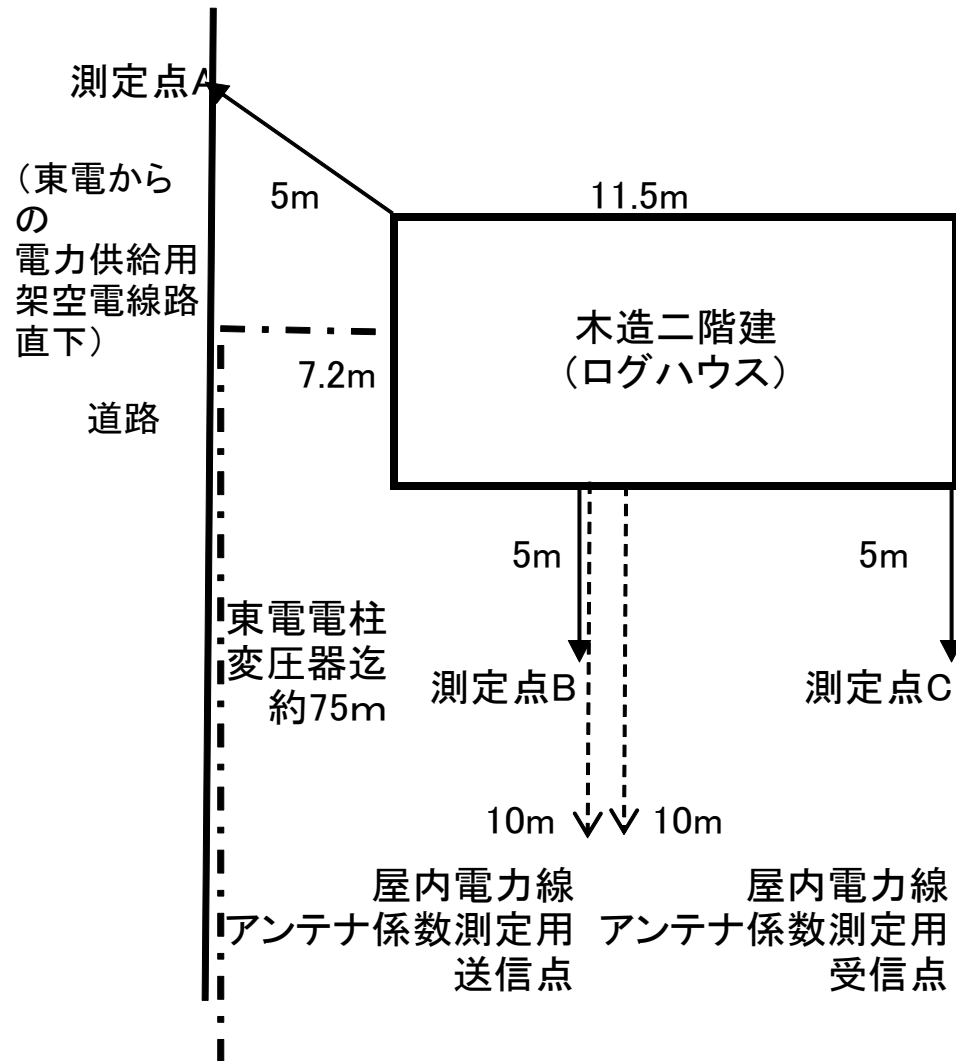 測定点A
(東電から
の
電力供給用
架空電線路
直下)
5m
11.5m
木造二階建
(ログハウス)
7.2m
道路
5m
5m
東電電柱
変圧器迄
約75m
測定点B
測定点C
10m
10m
屋内電力線
アンテナ係数測定用
送信点
屋内電力線
アンテナ係数測定用
受信点